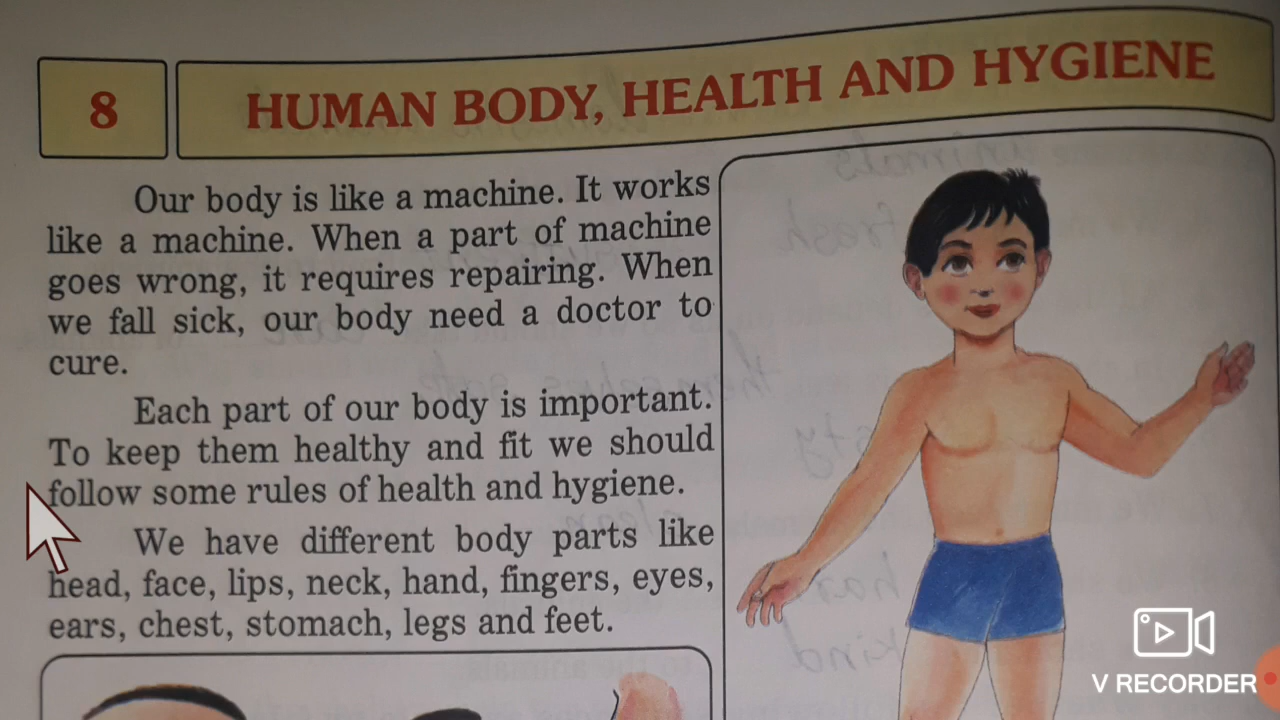 8
HUMAN BODY, HEALTH AND HYGIENE
Our body is like a machine. It works
like a machine. When a part of machine
goes wrong, it requires repairing. When
we fall sick, our body need a doctor to
cure.
Each part of our body is important.
To keep them healthy and fit we should
follow some rules of health and hygiene.
We have different body parts like
head, face, lips, neck, hand, fingers, eyes,
ears, chest, stomach, legs and feet.
V RECORDER